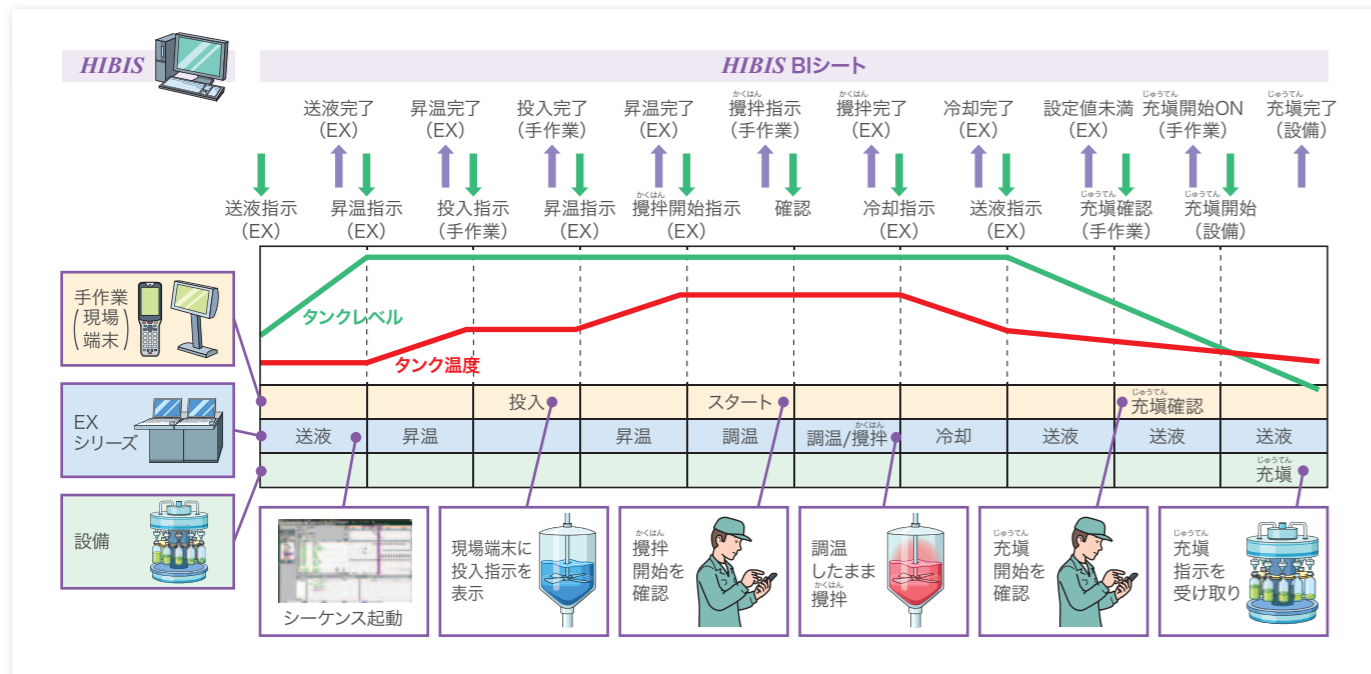 HIBIS
HIBIS BIシート
送液完了
(EX)
昇温完了
(EX)
投入完了
(手作業)
昇温完了
(EX)
かくはん
攪拌指示
(手作業)
かくはん
攪拌完了
(EX)
冷却完了
(EX)
設定値未満
(EX)
じゅうてん
充塡開始ON
(手作業)
じゅうてん
充塡完了
(設備)
送液指示
(EX)
昇温指示
(EX)
投入指示
(手作業)
昇温指示
(EX)
かくはん
攪拌開始指示
(EX)
確認
冷却指示
(EX)
送液指示
(EX)
じゅうてん
充塡確認
(手作業)
じゅうてん
充塡開始
(設備)
手作業
(現場
端末)
タンクレベル
タンク温度
投入
スタート
じゅうてん
充塡確認
EX
シリーズ
送液
昇温
昇温
調温
かくはん
調温/攪拌
冷却
送液
送液
送液
設備
じゅうてん
充塡
シーケンス起動
現場端末に
投入指示を
表示
かくはん
攪拌
開始を
確認
調温
したまま
かくはん
攪拌
じゅうてん
充塡
開始を
確認
じゅうてん
充塡
指示を
受け取り